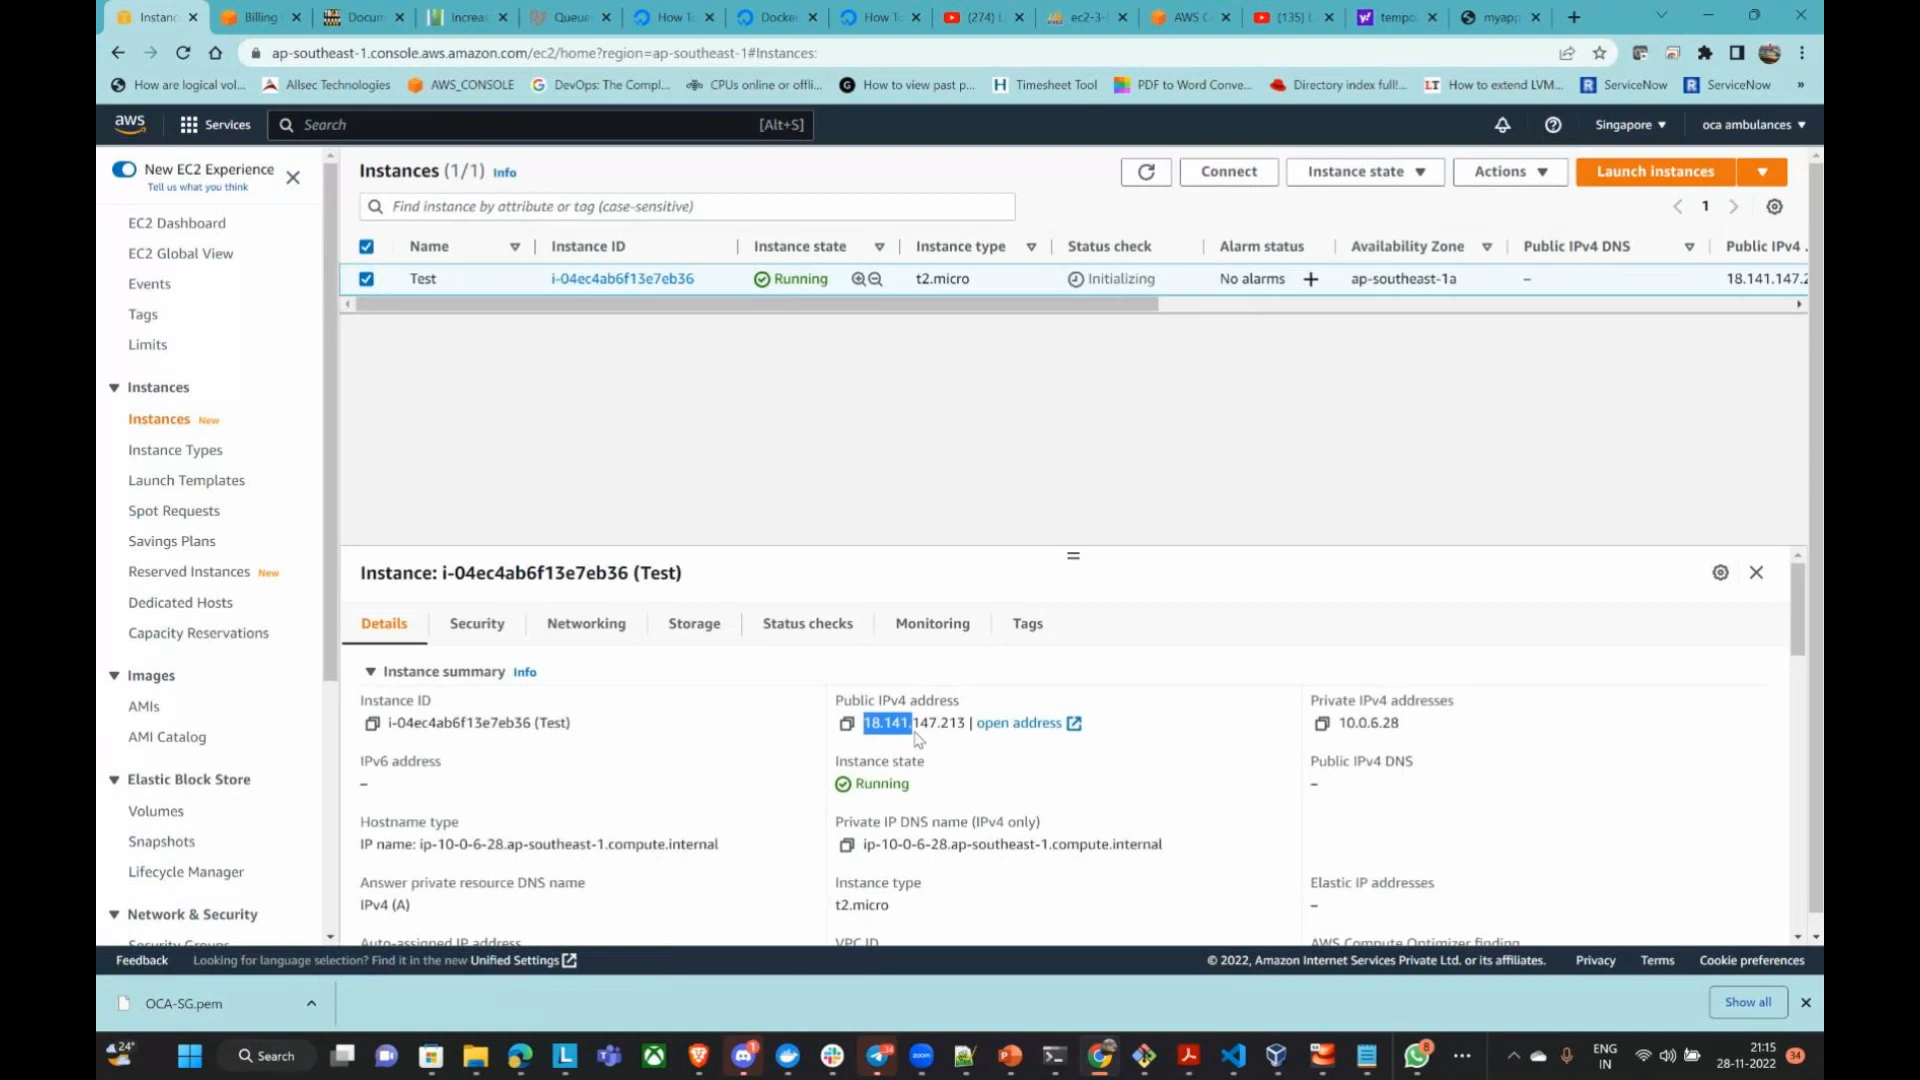 Instanc
Billing
Docum
Increas
Queue
How T
Docke
How To
(274)
ec2-3-
AWS C
(135)
tempo
myapp
ap-southeast-1.console.aws.amazon.com/ec2/home?region=ap-southeast-1#Instances:
How are logical vol...
Allsec Technologies
AWS_CONSOLE
DevOps: The Compl...
CPUs online or offli...
How to view past p...
Timesheet Tool
PDF to Word Conve...
Directory index full!...
How to extend LVM...
ServiceNow
ServiceNow
»
aws
Services
Search
[Alt+S]
Singapore
oca ambulances
New EC2 Experience
Tell us what you think
EC2 Dashboard
EC2 Global View
Events
Tags
Limits
Instances
Instances New
Instance Types
Launch Templates
Spot Requests
Savings Plans
Reserved Instances New
Dedicated Hosts
Capacity Reservations
Images
AMIs
AMI Catalog
Elastic Block Store
Volumes
Snapshots
Lifecycle Manager
Network & Security
Security Groups
Instances (1/1) Info
Connect
Instance state
Actions
Launch instances
Find instance by attribute or tag (case-sensitive)
1
Name
Instance ID
Instance state
Instance type
Status check
Alarm status
Availability Zone
Public IPv4 DNS
Public IPv4 .
Test
i-04ec4ab6f13e7eb36
Running
t2.micro
Initializing
No alarms +
ap-southeast-1a
–
18.141.147.2
Instance: i-04ec4ab6f13e7eb36 (Test)
Details
Security
Networking
Storage
Status checks
Monitoring
Tags
Instance summary Info
Instance ID
i-04ec4ab6f13e7eb36 (Test)
Public IPv4 address
18.141.147.213 | open address
Private IPv4 addresses
10.0.6.28
IPv6 address
–
Instance state
Running
Public IPv4 DNS
–
Hostname type
IP name: ip-10-0-6-28.ap-southeast-1.compute.internal
Private IP DNS name (IPv4 only)
ip-10-0-6-28.ap-southeast-1.compute.internal
Answer private resource DNS name
IPv4 (A)
Instance type
t2.micro
Elastic IP addresses
–
Auto-assigned IP address
VPC ID
AWS Compute Optimizer finding
Feedback
Looking for language selection? Find it in the new Unified Settings
© 2022, Amazon Internet Services Private Ltd. or its affiliates.
Privacy
Terms
Cookie preferences
OCA-SG.pem
Show all
24°
Search
ENG
IN
21:15
28-11-2022
34